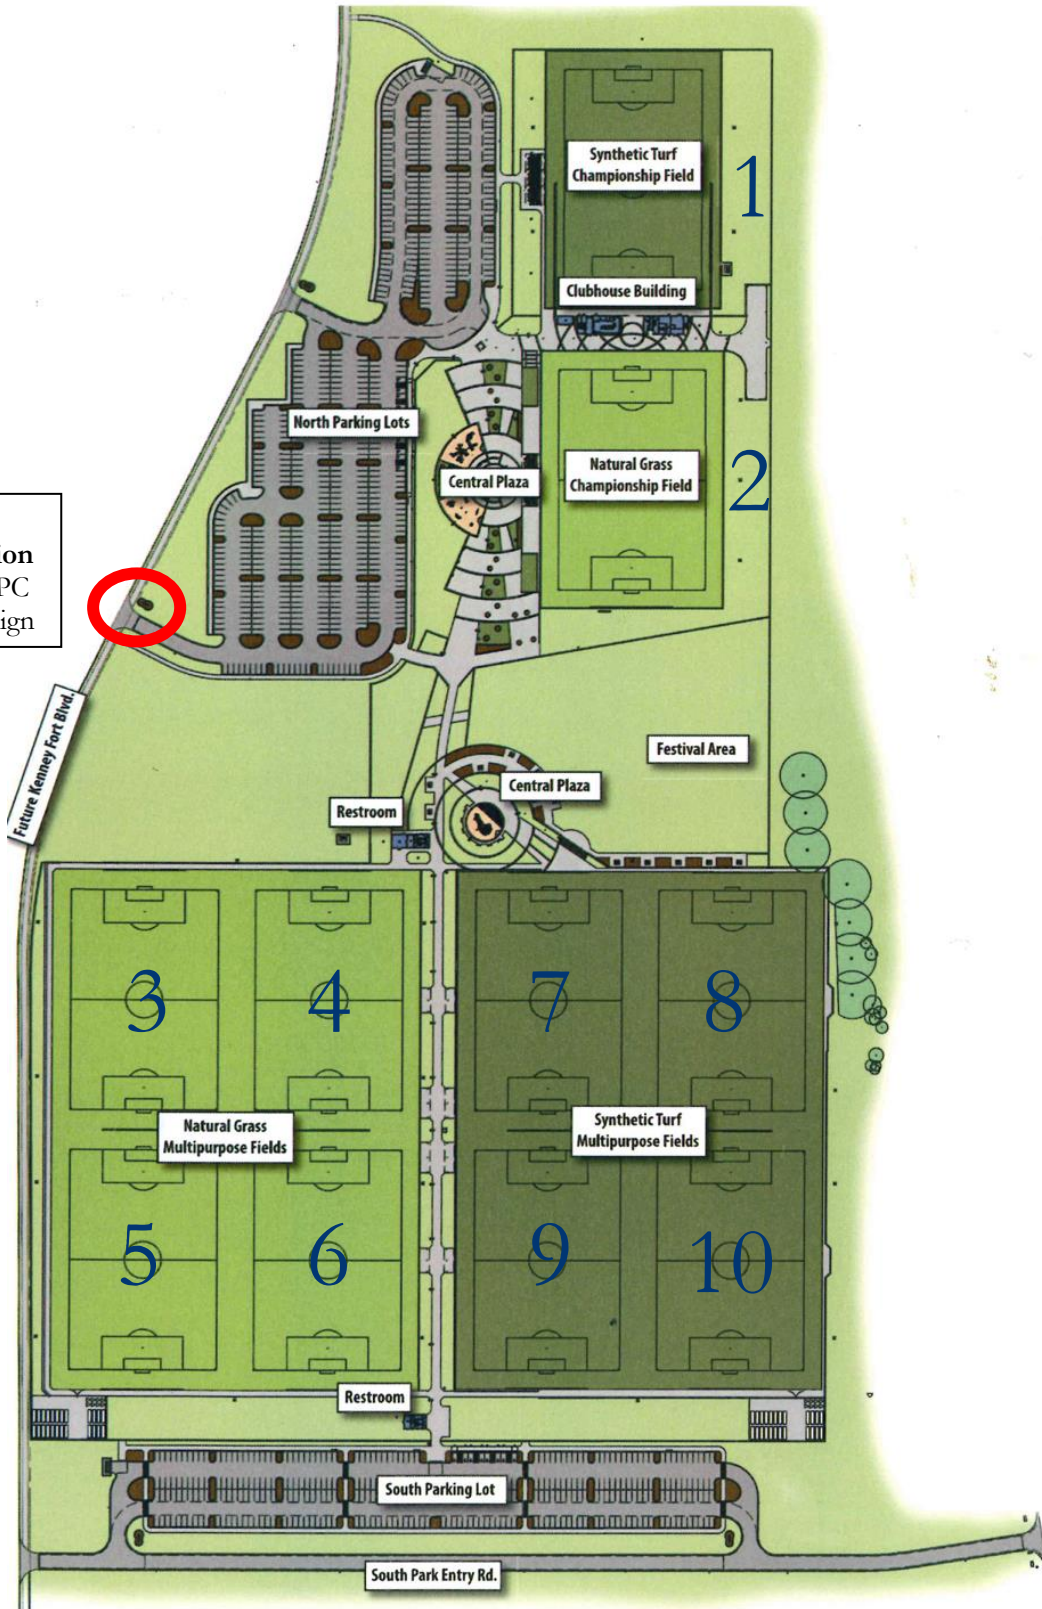 Synthetic Turf
Championship Field
1
Clubhouse Building
North Parking Lots
Central Plaza
Natural Grass
Championship Field
2
ion
PC
ign
Future Kenney Fort Blvd.
Festival Area
Central Plaza
Restroom
3
4
7
8
Natural Grass
Multipurpose Fields
Synthetic Turf
Multipurpose Fields
5
6
9
10
Restroom
South Parking Lot
South Park Entry Rd.